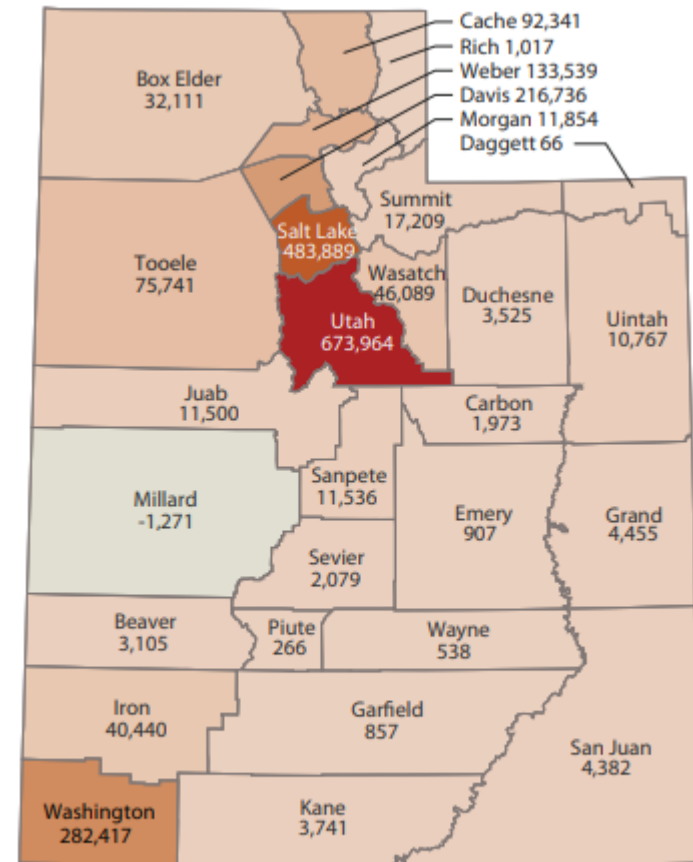 Cache 92,341
Rich 1,017
Weber 133,539
Davis 216,736
Morgan 11,854
Daggett 66
Box Elder
32,111
Summit
17,209
Salt Lake
483,889
Tooele
75,741
Wasatch
46,089
Duchesne
3,525
Uintah
10,767
Utah
673,964
Juab
11,500
Carbon
1,973
Sanpete
11,536
Millard
-1,271
Emery
907
Grand
4,455
Sevier
2,079
Beaver
3,105
Piute
266
Wayne
538
Iron
40,440
Garfield
857
San Juan
4,382
Washington
282,417
Kane
3,741